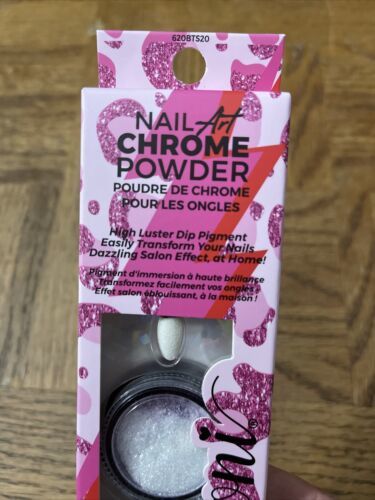 620BTS20
NAIL Art
CHROME
POWDER
POUDRE DE CHROME
POUR LES ONGLES
High Luster Dip Pigment
Easily Transform Your Nails
Dazzling Salon Effect, at Home!
Pigment d'immersion à haute brillance
Transformez facilement vos ongles
Effet salon éblouissant, à la maison !
oni®